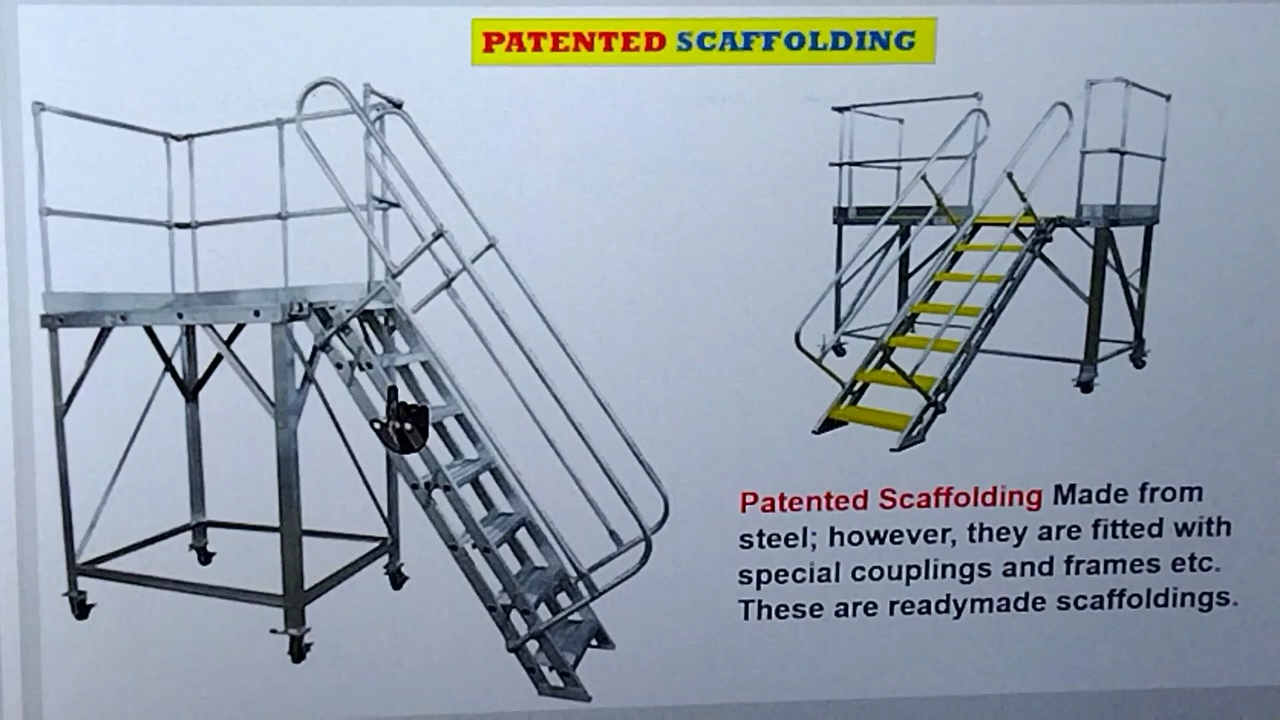 PATENTED SCAFFOLDING
Patented Scaffolding Made from
steel; however, they are fitted with
special couplings and frames etc.
These are readymade scaffoldings.